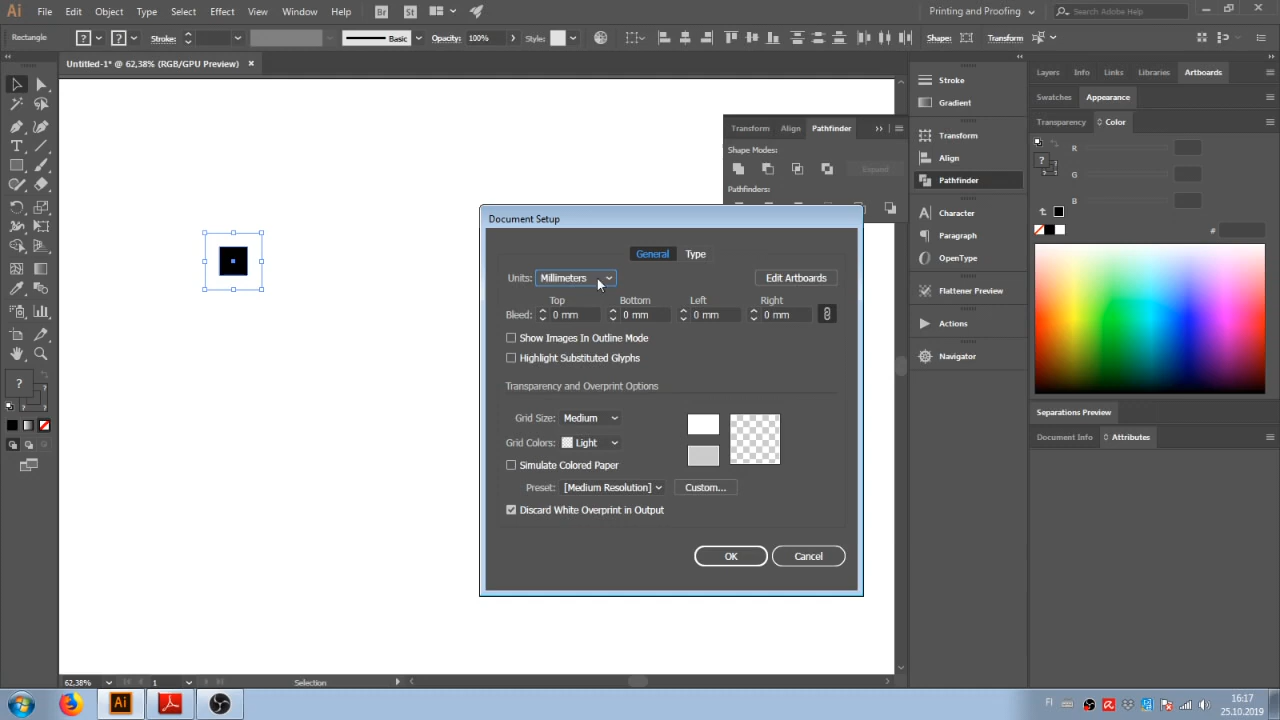 Ai File Edit Object Type Select Effect View Window Help Br St Printing and Proofing Search Adobe Help
Rectangle ? ? Stroke: Basic Opacity: 100% Style: Shape: Transform
Untitled-1* @ 62,38% (RGB/GPU Preview) ×
Layers Info Links Libraries Artboards
Swatches Appearance
Transparency Color
R
G
B
#
Separations Preview
Document Info Attributes
Stroke
Gradient
Transform
Align
Pathfinder
Character
Paragraph
OpenType
Flattener Preview
Actions
Navigator
Transform Align Pathfinder
Shape Modes:
Expand
Pathfinders:
Document Setup
General Type
Units: Millimeters Edit Artboards
Top Bottom Left Right
Bleed: 0 mm 0 mm 0 mm 0 mm
Show Images In Outline Mode
Highlight Substituted Glyphs
Transparency and Overprint Options
Grid Size: Medium
Grid Colors: Light
Simulate Colored Paper
Preset: [Medium Resolution] Custom...
Discard White Overprint in Output
OK Cancel
62,38% 1 Selection
Ai FI 16:17
25.10.2019